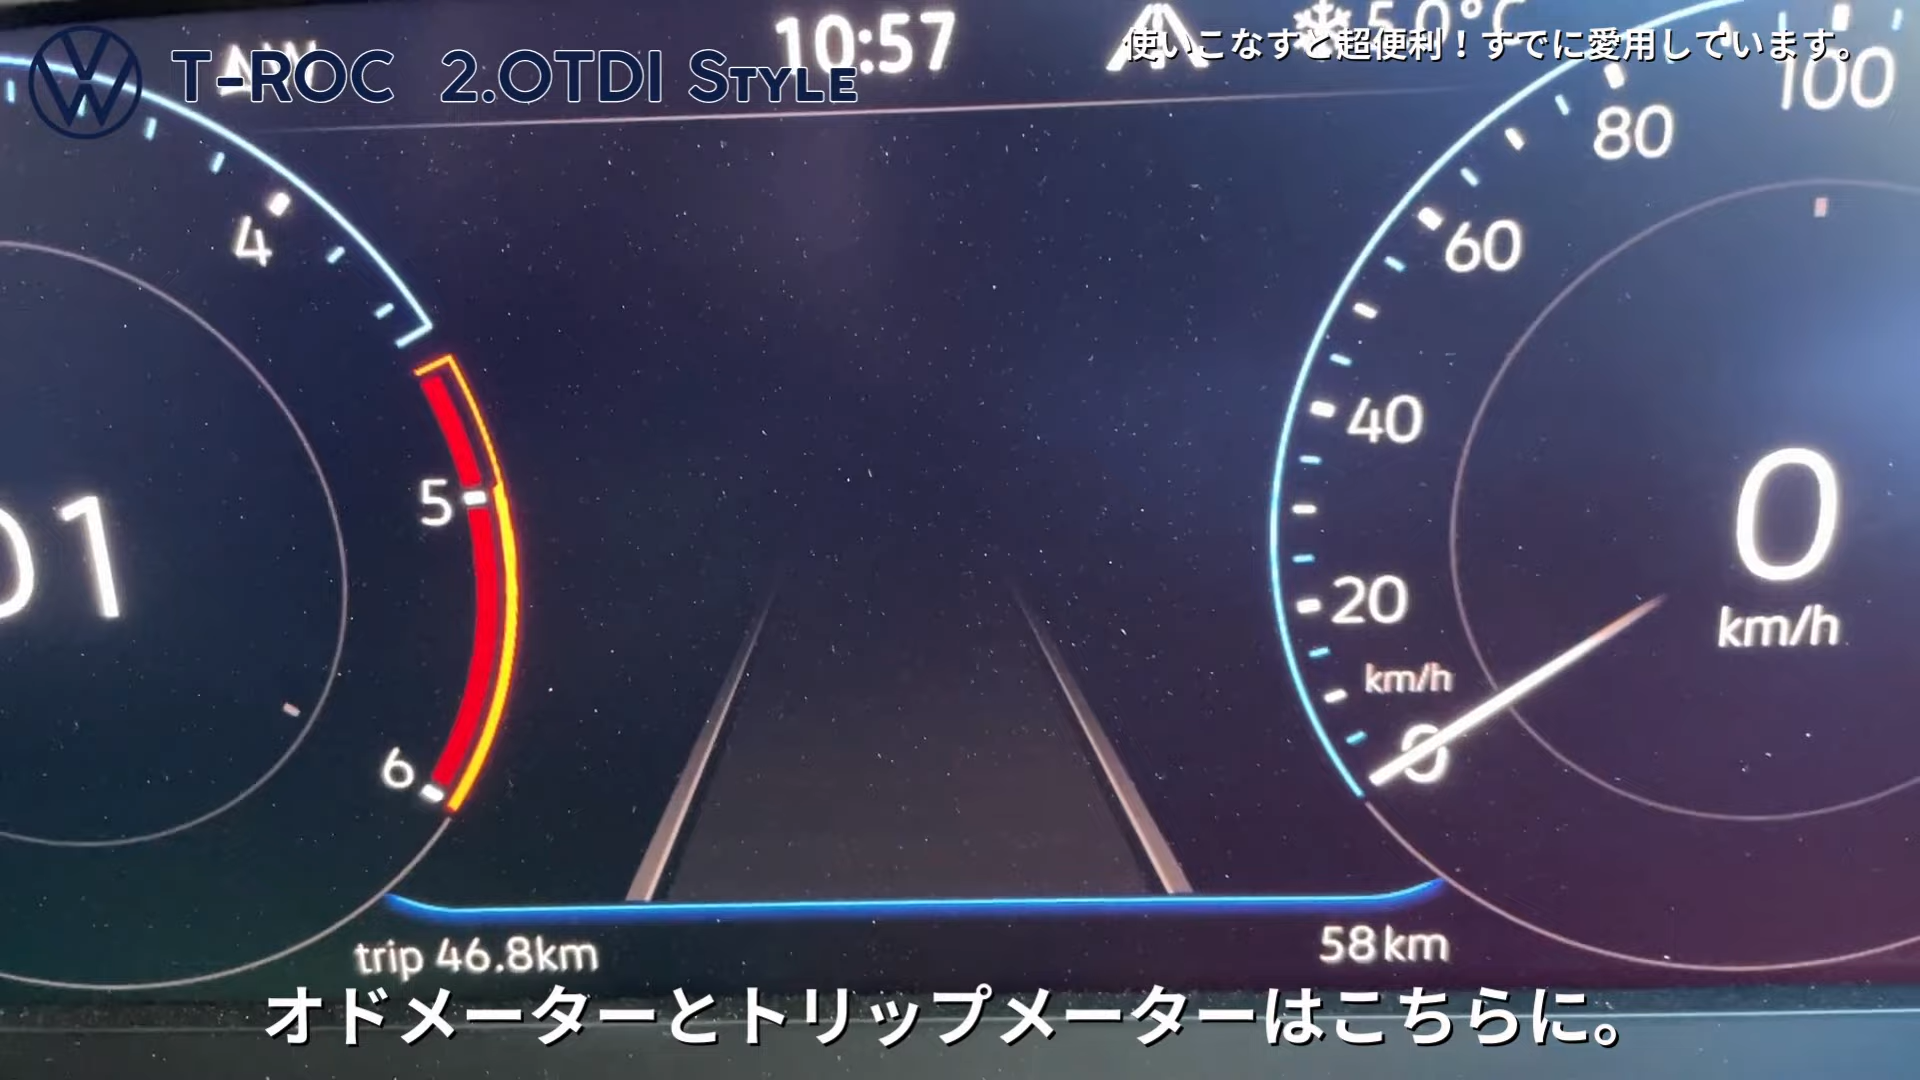 T-ROC 2.0TDI STYLE
10:57
使いこなすと超便利！すでに愛用しています。
5.0°C
100
80
60
40
20
km/h
0
0
km/h
4
5
6
01
trip 46.8km
58km
オドメーターとトリップメーターはこちらに。